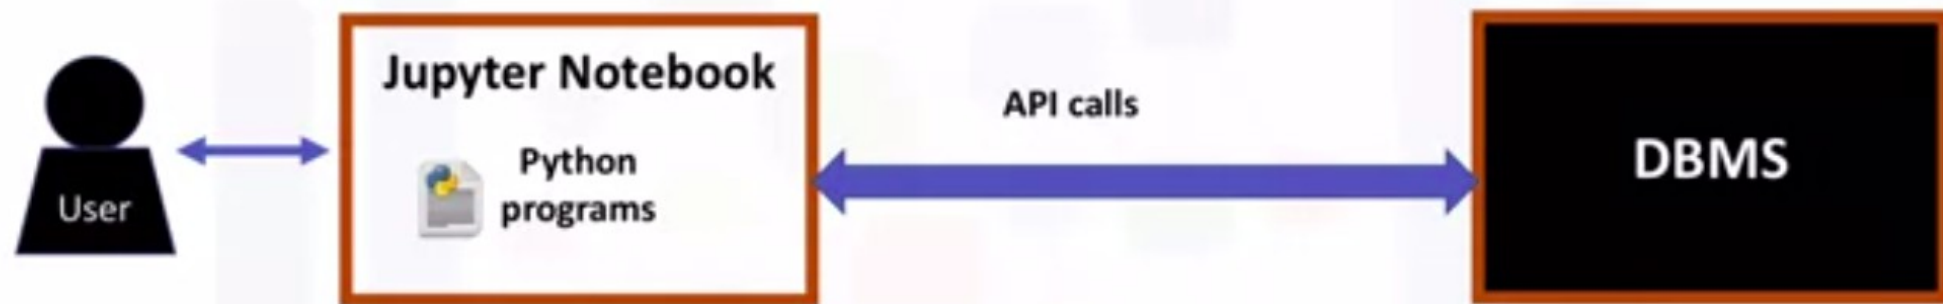 User
Jupyter Notebook
Python
programs
API calls
DBMS